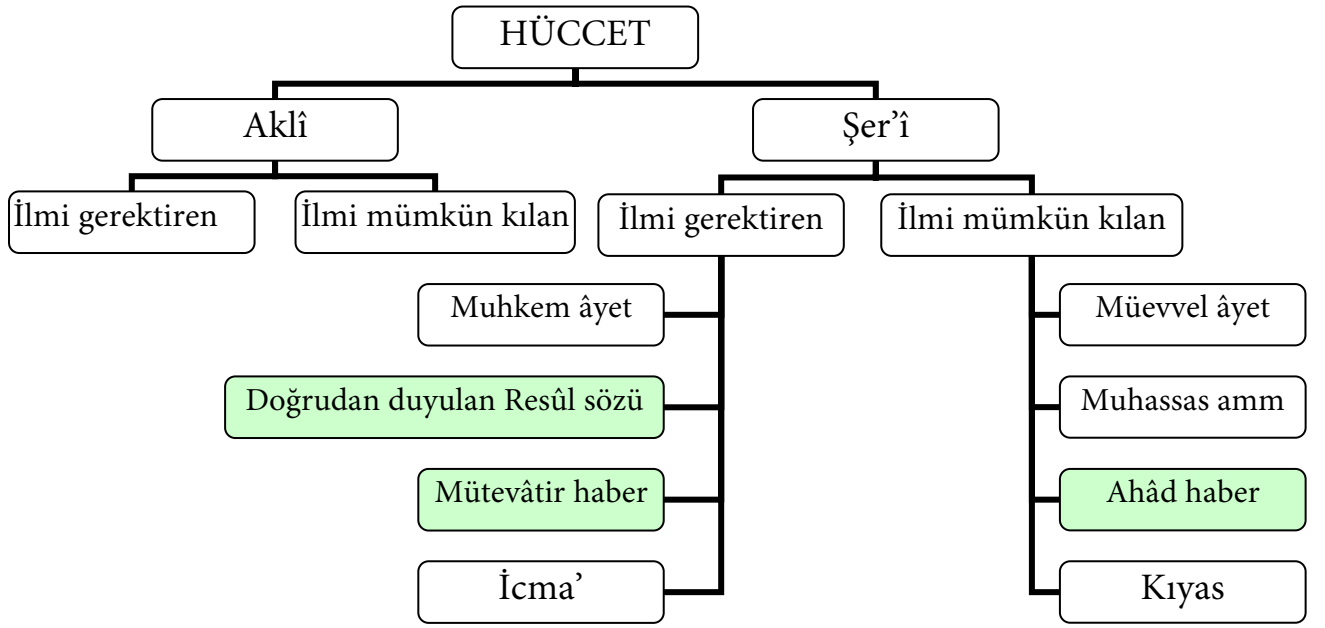 HÜCCET
Aklî
Şer’î
İlmi gerektiren
İlmi mümkün kılan
İlmi gerektiren
İlmi mümkün kılan
Muhkem âyet
Müevvel âyet
Doğrudan duyulan Resûl sözü
Muhassas amm
Mütevâtir haber
Ahâd haber
İcma’
Kıyas